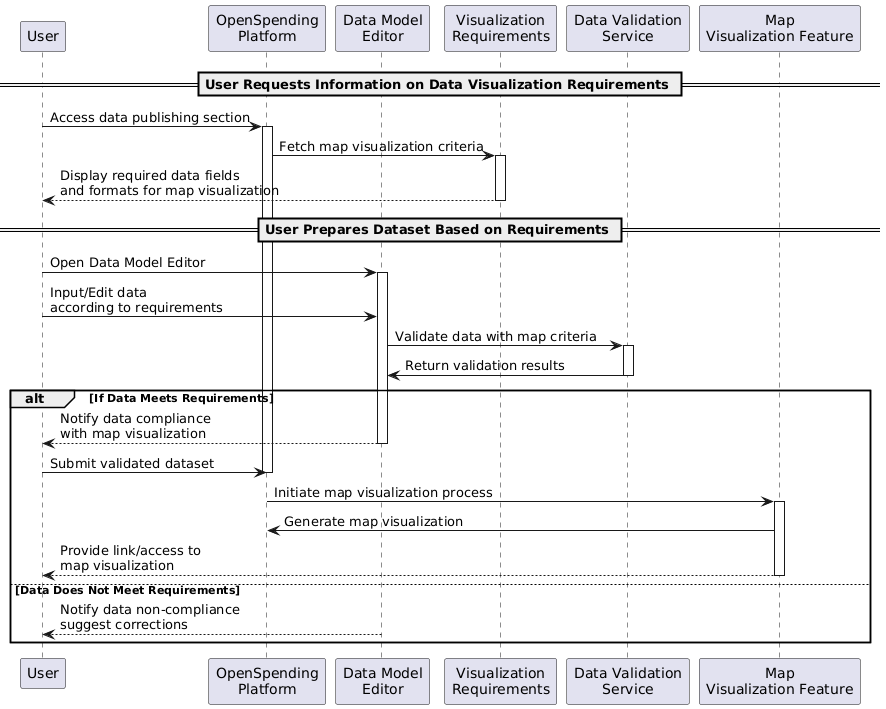 User
OpenSpending
Platform
Data Model
Editor
Visualization
Requirements
Data Validation
Service
Map
Visualization Feature
User Requests Information on Data Visualization Requirements
Access data publishing section
Fetch map visualization criteria
Display required data fields
and formats for map visualization
User Prepares Dataset Based on Requirements
Open Data Model Editor
Input/Edit data
according to requirements
Validate data with map criteria
Return validation results
alt [If Data Meets Requirements]
Notify data compliance
with map visualization
Submit validated dataset
Initiate map visualization process
Generate map visualization
Provide link/access to
map visualization
[Data Does Not Meet Requirements]
Notify data non-compliance
suggest corrections
User
OpenSpending
Platform
Data Model
Editor
Visualization
Requirements
Data Validation
Service
Map
Visualization Feature